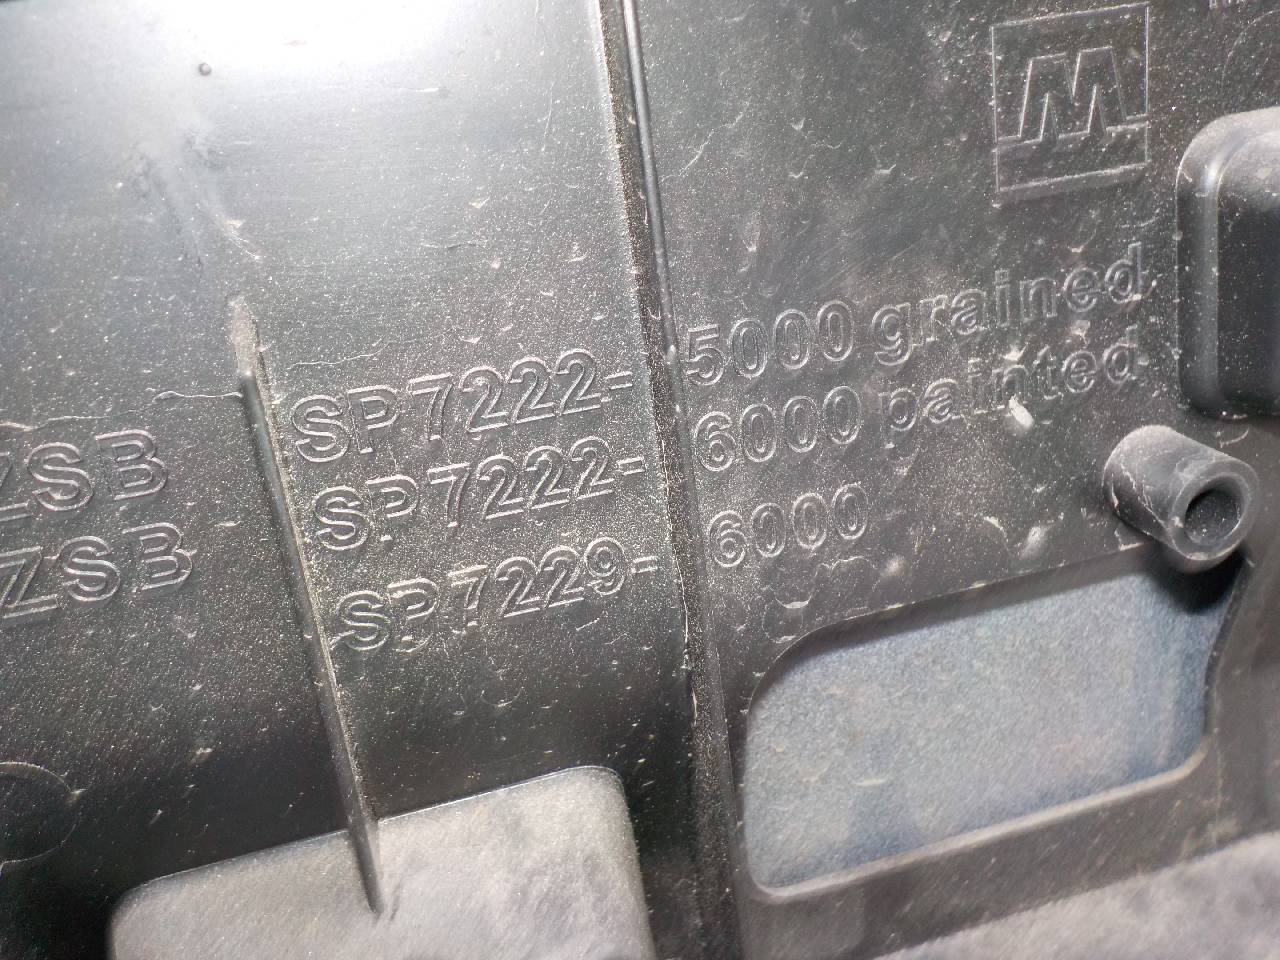 M
SP7222-5000 grained
ZSB SP7222-6000 painted
ZSB SP7229-6000